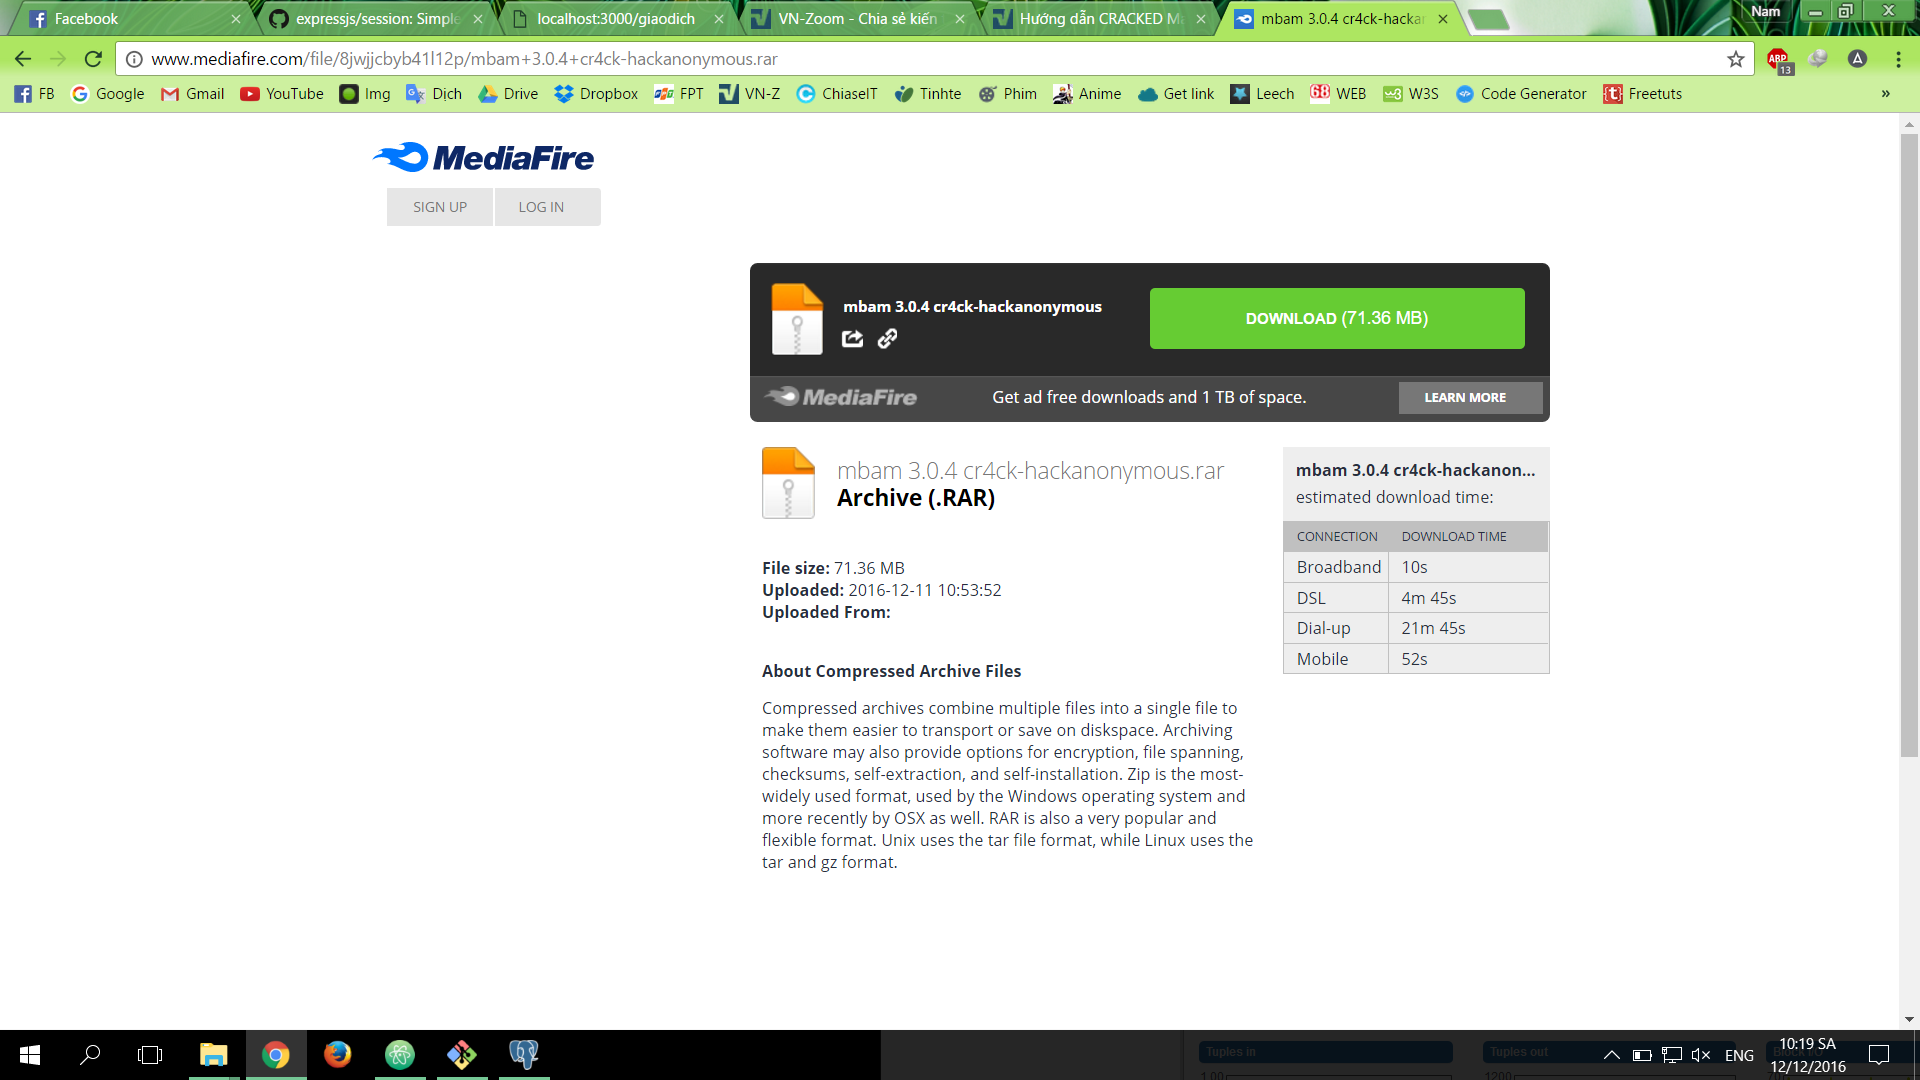 Facebook
expressjs/session: Simple
localhost:3000/giaodich
VN-Zoom - Chia sẻ kiến
Hướng dẫn CRACKED Ma
mbam 3.0.4 cr4ck-hackan
Nam
www.mediafire.com/file/8jwjjcbyb41l12p/mbam+3.0.4+cr4ck-hackanonymous.rar
ABP
13
A
FB
Google
Gmail
YouTube
Img
Dịch
Drive
Dropbox
FPT
VN-Z
ChiaseIT
Tinhte
Phim
Anime
Get link
Leech
WEB
W3S
Code Generator
Freetuts
»
MediaFire
SIGN UP
LOG IN
mbam 3.0.4 cr4ck-hackanonymous
DOWNLOAD (71.36 MB)
MediaFire
Get ad free downloads and 1 TB of space.
LEARN MORE
mbam 3.0.4 cr4ck-hackanonymous.rar
Archive (.RAR)
File size: 71.36 MB
Uploaded: 2016-12-11 10:53:52
Uploaded From:
About Compressed Archive Files
Compressed archives combine multiple files into a single file to
make them easier to transport or save on diskspace. Archiving
software may also provide options for encryption, file spanning,
checksums, self-extraction, and self-installation. Zip is the most-
widely used format, used by the Windows operating system and
more recently by OSX as well. RAR is also a very popular and
flexible format. Unix uses the tar file format, while Linux uses the
tar and gz format.
mbam 3.0.4 cr4ck-hackanon...
estimated download time:
CONNECTION DOWNLOAD TIME
Broadband 10s
DSL 4m 45s
Dial-up 21m 45s
Mobile 52s
Tuples in
Tuples out
ENG
10:19 SA
12/12/2016